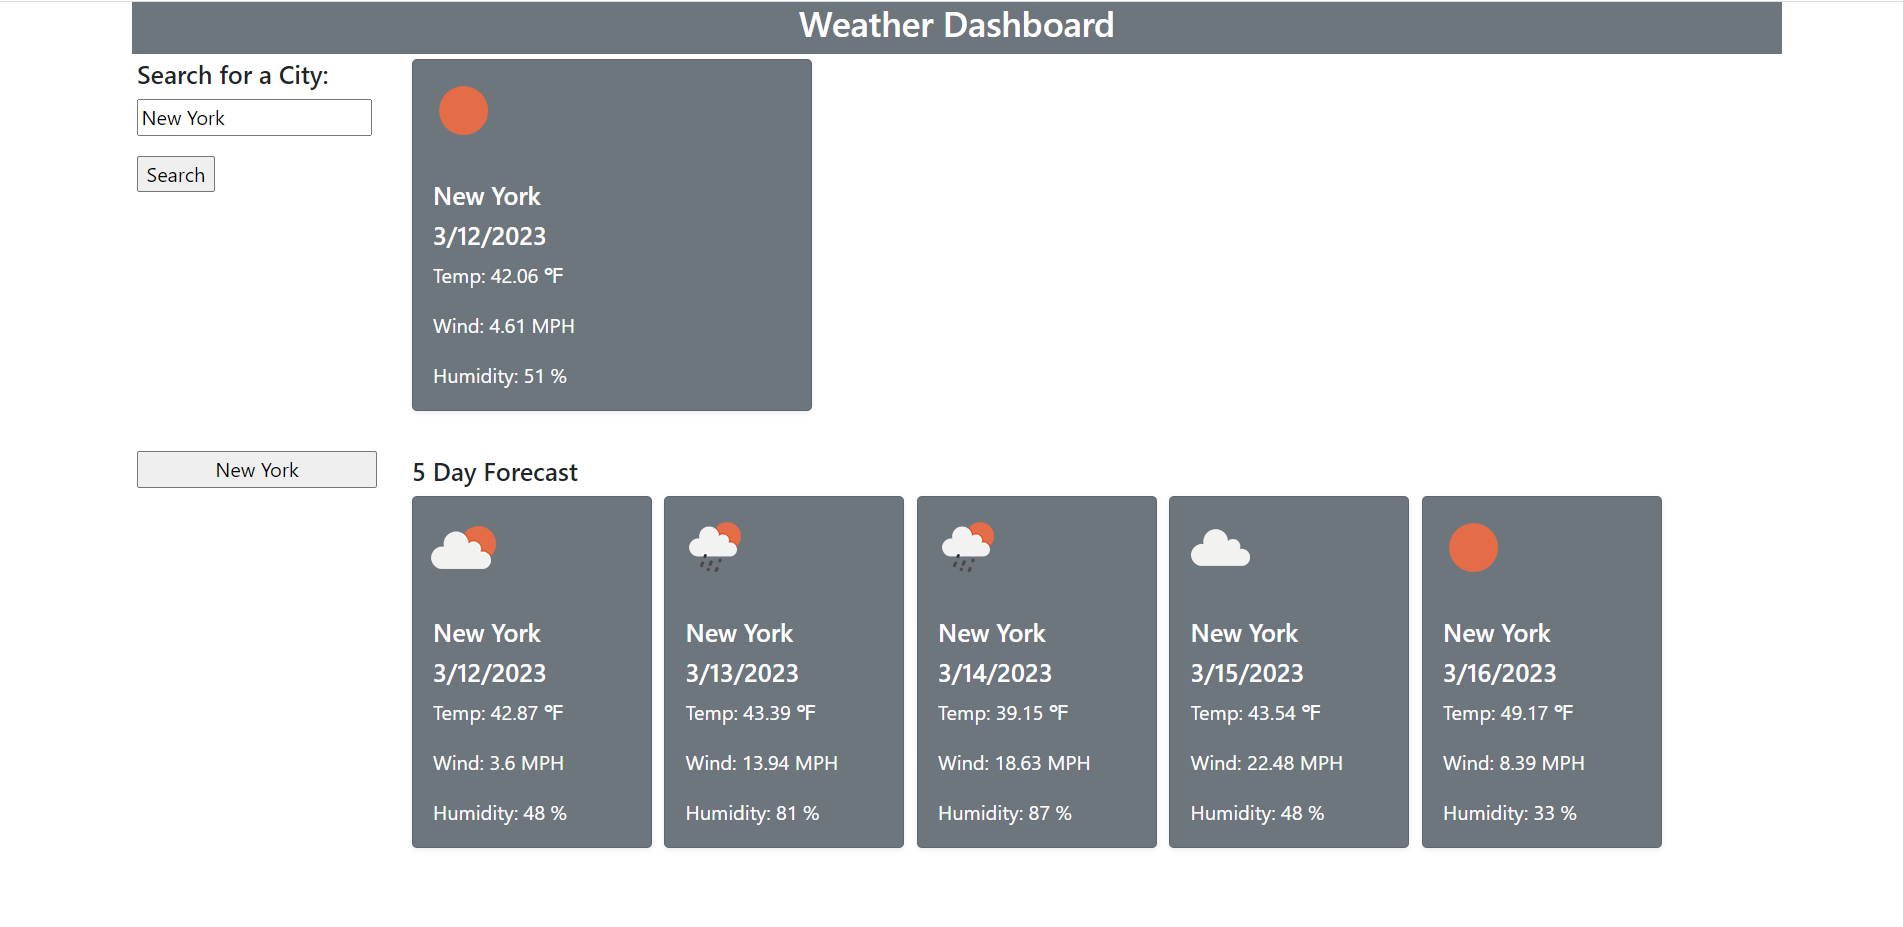 Weather Dashboard
Search for a City:
New York
Search
New York
3/12/2023
Temp: 42.06 ℉
Wind: 4.61 MPH
Humidity: 51 %
New York
5 Day Forecast
New York
3/12/2023
Temp: 42.87 ℉
Wind: 3.6 MPH
Humidity: 48 %
New York
3/13/2023
Temp: 43.39 ℉
Wind: 13.94 MPH
Humidity: 81 %
New York
3/14/2023
Temp: 39.15 ℉
Wind: 18.63 MPH
Humidity: 87 %
New York
3/15/2023
Temp: 43.54 ℉
Wind: 22.48 MPH
Humidity: 48 %
New York
3/16/2023
Temp: 49.17 ℉
Wind: 8.39 MPH
Humidity: 33 %